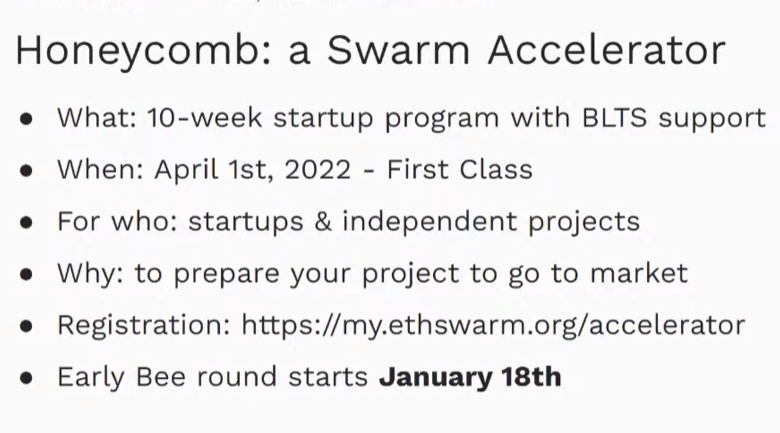 Honeycomb: a Swarm Accelerator
● What: 10-week startup program with BLTS support
● When: April 1st, 2022 - First Class
● For who: startups & independent projects
● Why: to prepare your project to go to market
● Registration: https://my.ethswarm.org/accelerator
● Early Bee round starts January 18th